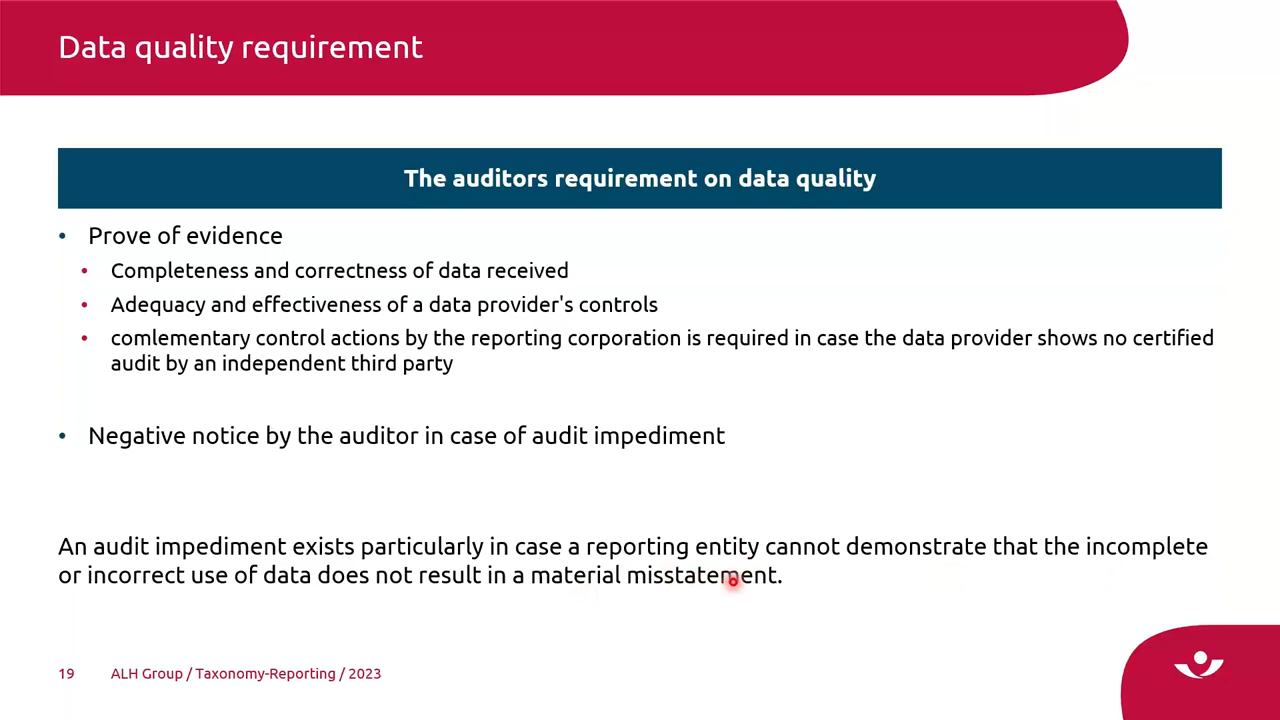 Data quality requirement
The auditors requirement on data quality
• Prove of evidence
• Completeness and correctness of data received
• Adequacy and effectiveness of a data provider's controls
• comlementary control actions by the reporting corporation is required in case the data provider shows no certified
audit by an independent third party
• Negative notice by the auditor in case of audit impediment
An audit impediment exists particularly in case a reporting entity cannot demonstrate that the incomplete
or incorrect use of data does not result in a material misstatement.
19 ALH Group / Taxonomy-Reporting / 2023